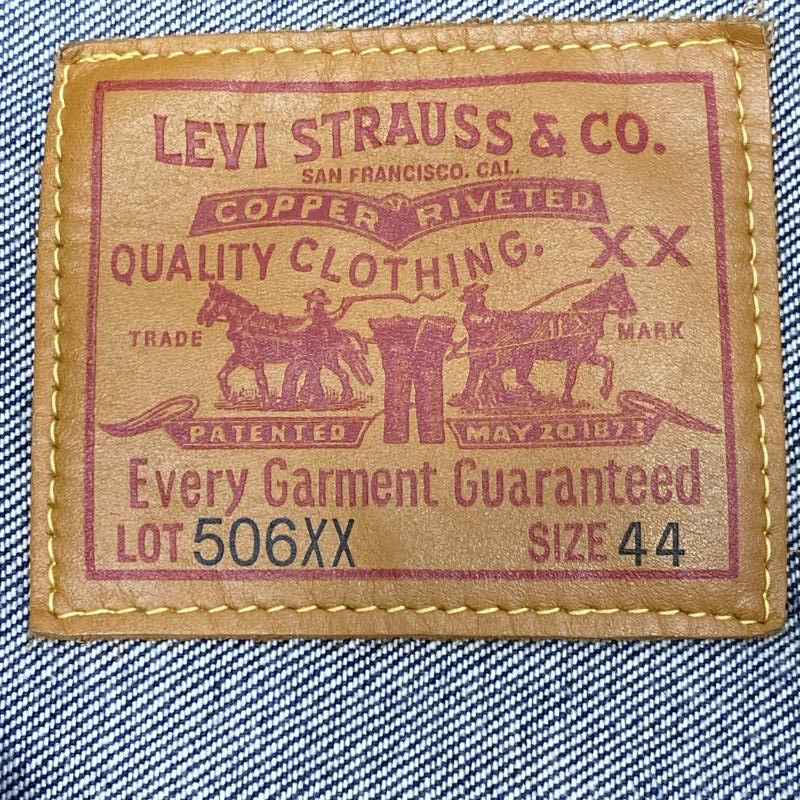 LEVI STRAUSS & CO.
SAN FRANCISCO, CAL.
COPPER RIVETED
QUALITY CLOTHING. XX
TRADE MARK
PATENTED MAY 20 1873
Every Garment Guaranteed
LOT 506XX SIZE 44